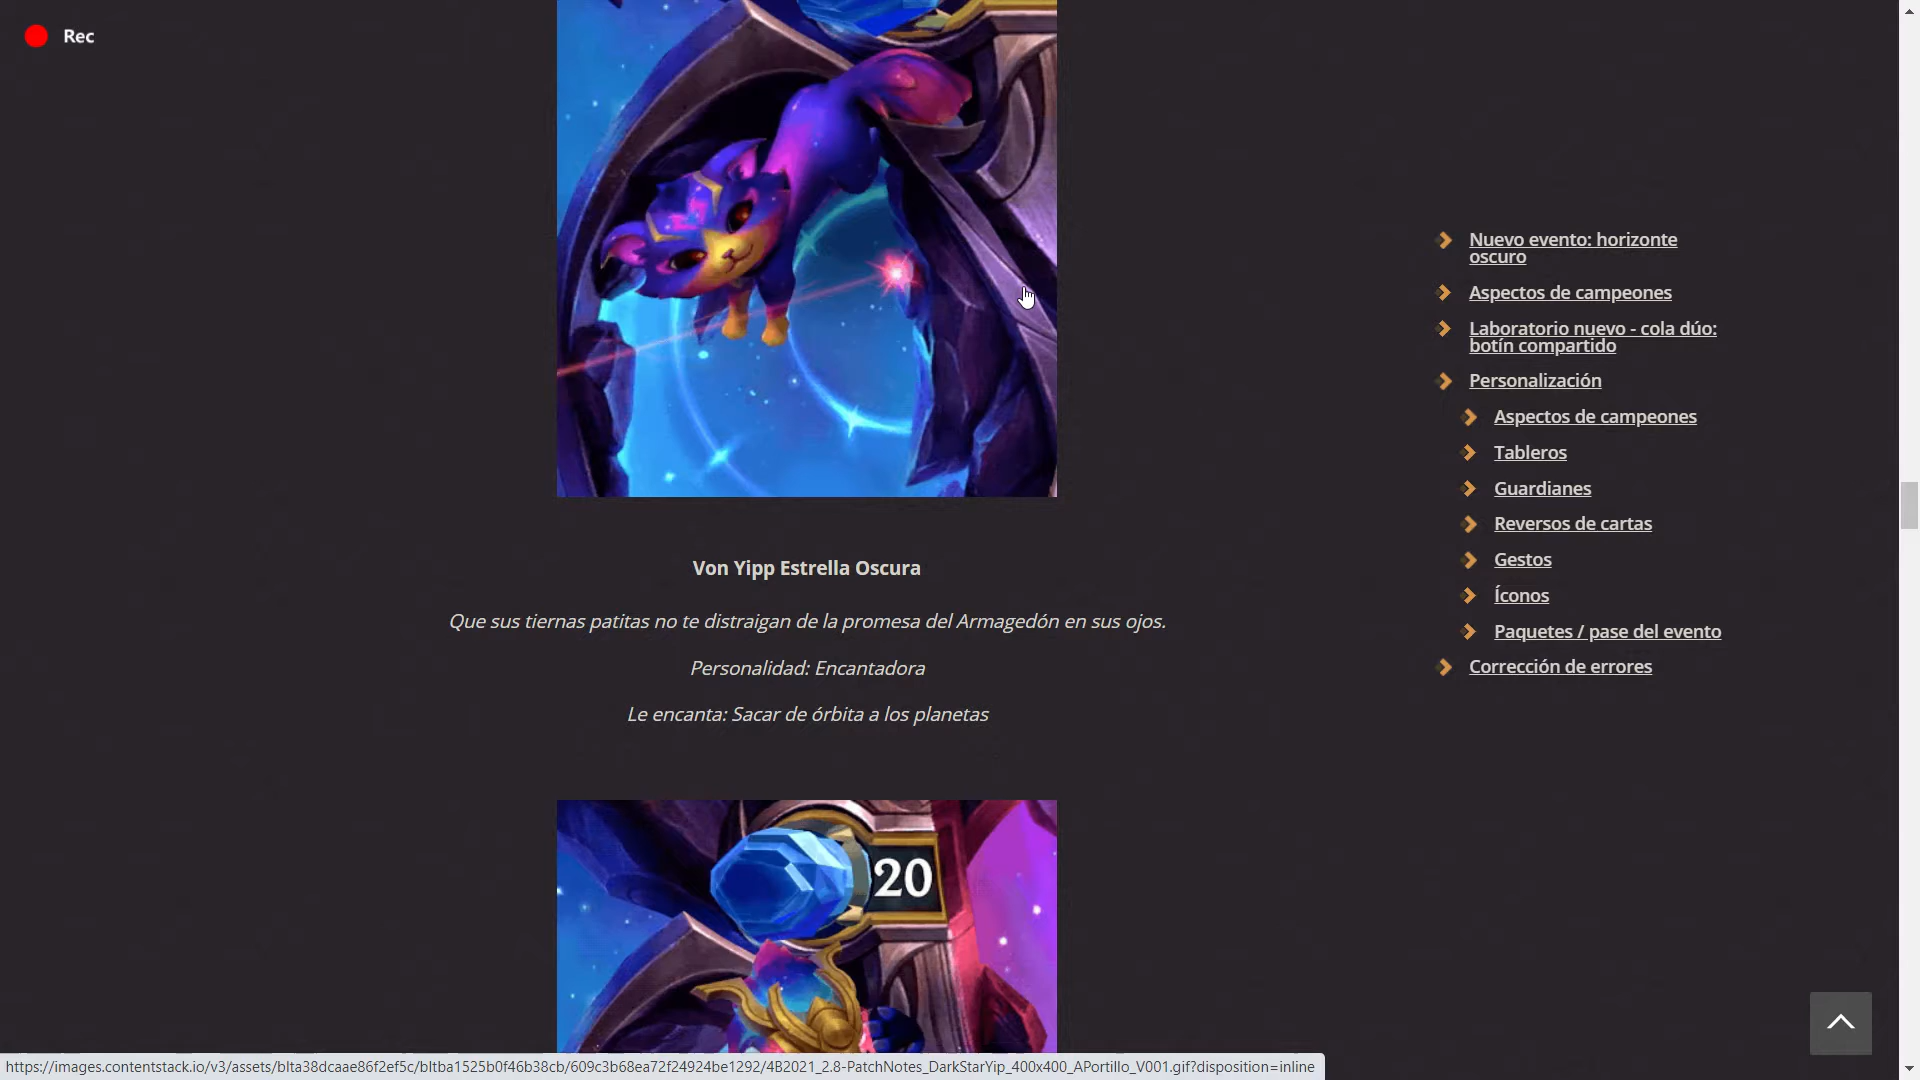 Rec
Nuevo evento: horizonte
oscuro
Aspectos de campeones
Laboratorio nuevo - cola dúo:
botín compartido
Personalización
Aspectos de campeones
Tableros
Guardianes
Reversos de cartas
Gestos
Íconos
Paquetes / pase del evento
Corrección de errores
Von Yipp Estrella Oscura
Que sus tiernas patitas no te distraigan de la promesa del Armagedón en sus ojos.
Personalidad: Encantadora
Le encanta: Sacar de órbita a los planetas
20
https://images.contentstack.io/v3/assets/blta38dcaae86f2ef5c/bltba1525b0f46b38cb/609c3b68ea72f24924be1292/4B2021_2.8-PatchNotes_DarkStarYip_400x400_APortillo_V001.gif?disposition=inline